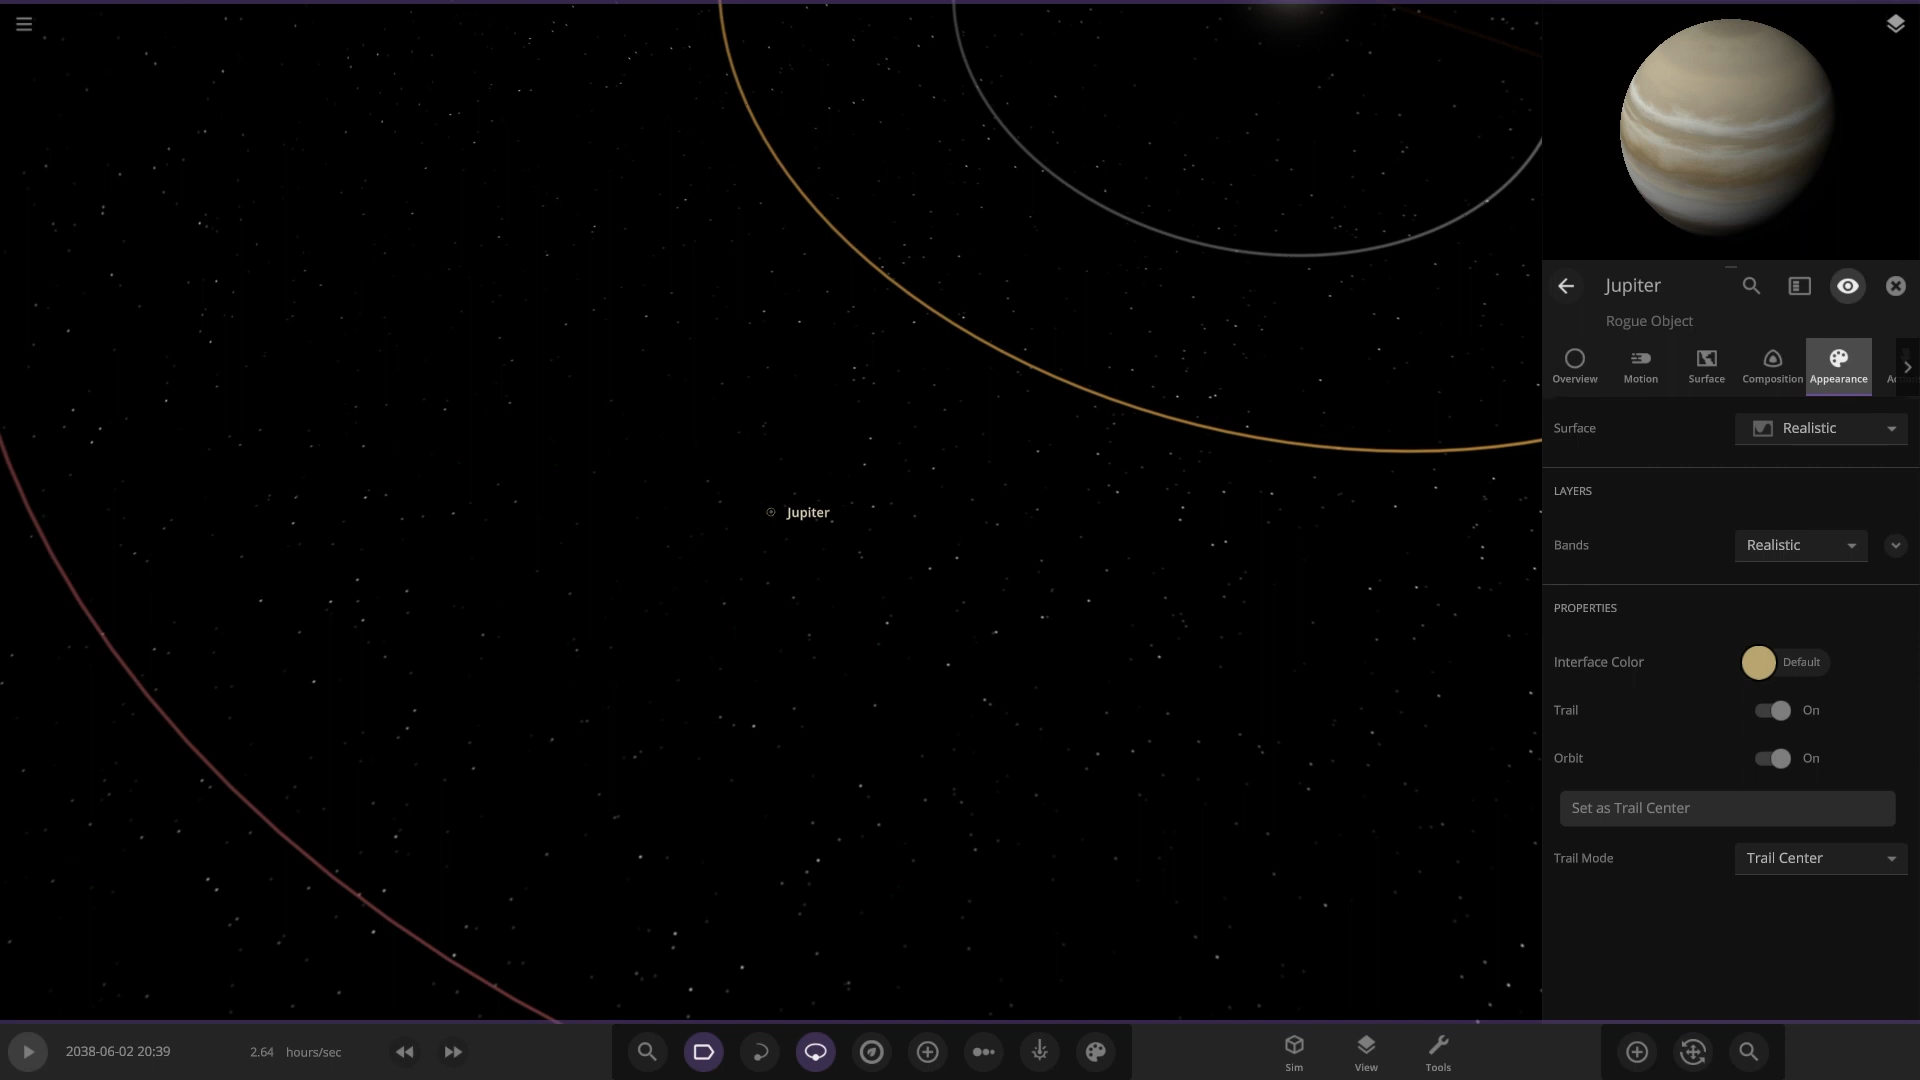 Jupiter
Rogue Object
Overview
Motion
Surface
Composition
Appearance
Surface
Realistic
LAYERS
Bands
Realistic
Jupiter
PROPERTIES
Interface Color
Default
Trail
On
Orbit
On
Set as Trail Center
Trail Mode
Trail Center
2038-06-02 20:39
2.64 hours/sec
Sim
View
Tools